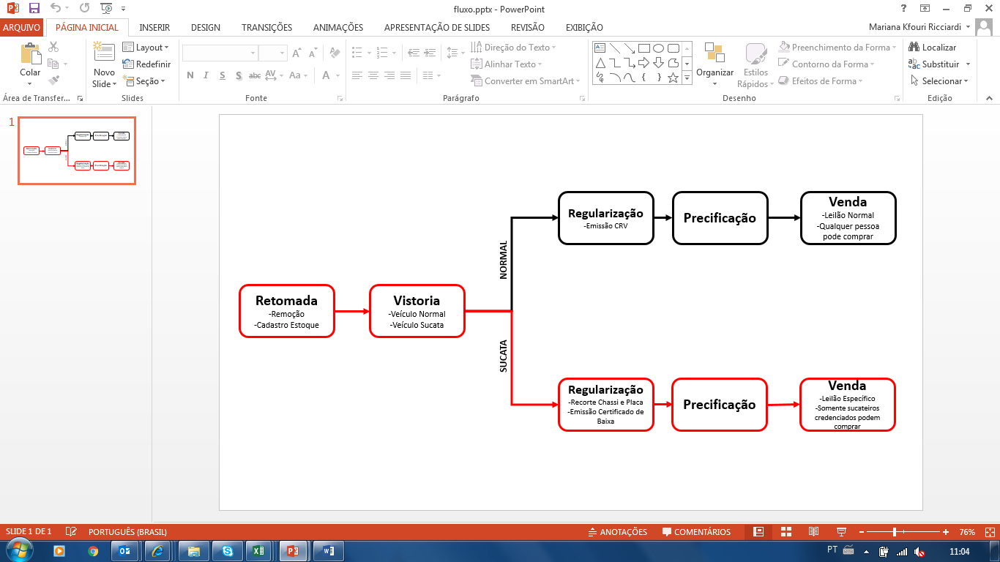 fluxo.pptx - PowerPoint
?
ARQUIVO PÁGINA INICIAL INSERIR DESIGN TRANSIÇÕES ANIMAÇÕES APRESENTAÇÃO DE SLIDES REVISÃO EXIBIÇÃO
Mariana Kfouri Ricciardi
Colar
Área de Transfer...
Novo
Slide
Layout
Redefinir
Seção
Slides
N I S S abc AV Aa A
A A
Fonte
Direção do Texto
Alinhar Texto
Converter em SmartArt
Parágrafo
Organizar
Estilos
Rápidos
Preenchimento da Forma
Contorno da Forma
Efeitos de Forma
Desenho
Localizar
Substituir
Selecionar
Edição
1
Retomada
-Remoção
-Cadastro Estoque
Vistoria
-Veículo Normal
-Veículo Sucata
NORMAL
Regularização
-Emissão CRV
Precificação
Venda
-Leilão Normal
-Qualquer pessoa
pode comprar
SUCATA
Regularização
-Recorte Chassi e Placa
-Emissão Certificado de
Baixa
Precificação
Venda
-Leilão Específico
-Somente sucateiros
credenciados podem
comprar
SLIDE 1 DE 1 PORTUGUÊS (BRASIL)
ANOTAÇÕES COMENTÁRIOS
76%
PT
11:04